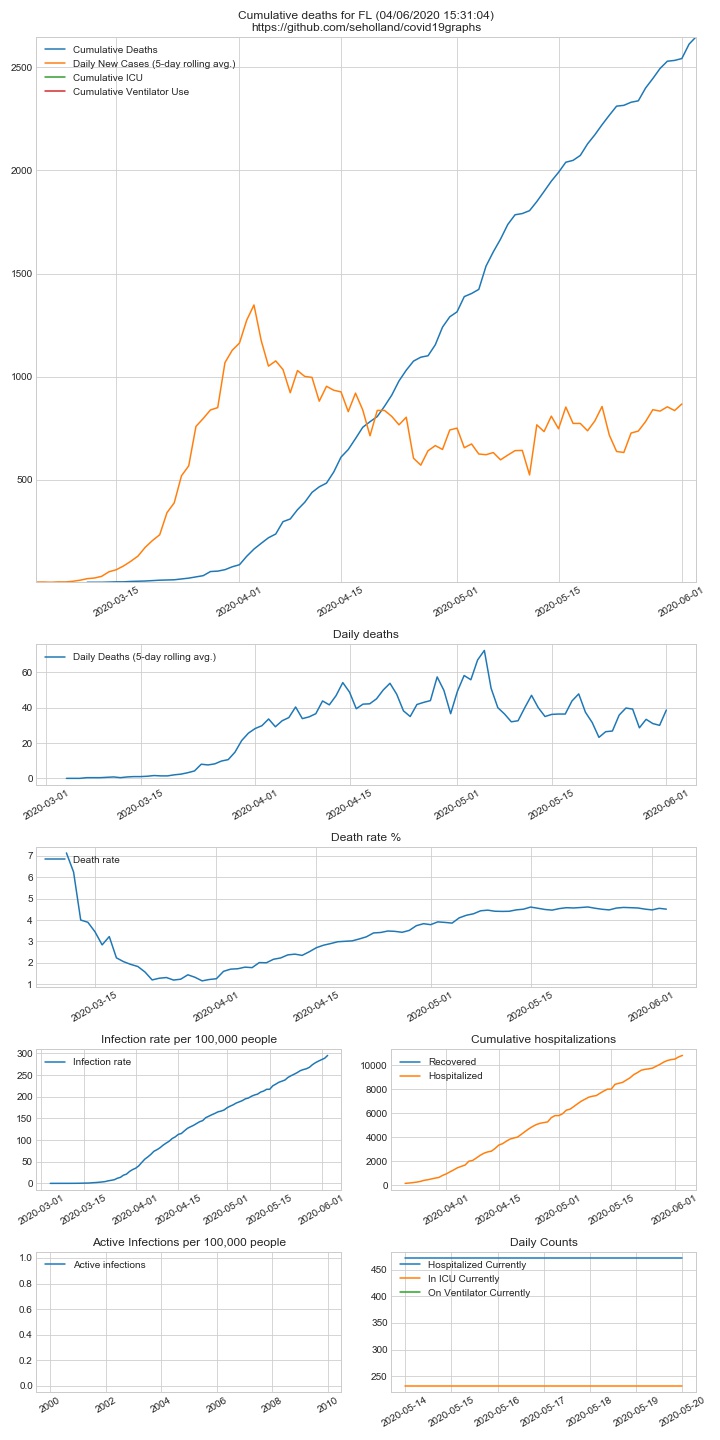 Cumulative deaths for FL (04/06/2020 15:31:04)
https://github.com/seholland/covid19graphs
Cumulative Deaths
Daily New Cases (5-day rolling avg.)
Cumulative ICU
Cumulative Ventilator Use
2500
2000
1500
1000
500
2020-03-15 2020-04-01 2020-04-15 2020-05-01 2020-05-15 2020-06-01
Daily deaths
Daily Deaths (5-day rolling avg.)
60
40
20
0
2020-03-01 2020-03-15 2020-04-01 2020-04-15 2020-05-01 2020-05-15 2020-06-01
Death rate %
Death rate
7
6
5
4
3
2
1
2020-03-15 2020-04-01 2020-04-15 2020-05-01 2020-05-15 2020-06-01
Infection rate per 100,000 people
Infection rate
300
250
200
150
100
50
0
2020-03-01 2020-03-15 2020-04-01 2020-04-15 2020-05-01 2020-05-15 2020-06-01
Cumulative hospitalizations
Recovered
Hospitalized
10000
8000
6000
4000
2000
0
2020-04-01 2020-04-15 2020-05-01 2020-05-15 2020-06-01
Active Infections per 100,000 people
Active infections
1.0
0.8
0.6
0.4
0.2
0.0
2000 2002 2004 2006 2008 2010
Daily Counts
Hospitalized Currently
In ICU Currently
On Ventilator Currently
450
400
350
300
250
2020-05-14 2020-05-15 2020-05-16 2020-05-17 2020-05-18 2020-05-19 2020-05-20